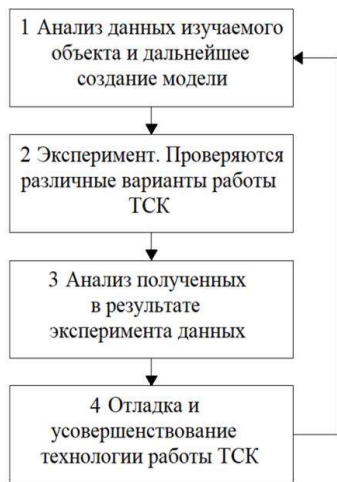 1 Анализ данных изучаемого
объекта и дальнейшее
создание модели
2 Эксперимент. Проверяются
различные варианты работы
ТСК
3 Анализ полученных
в результате
эксперимента данных
4 Отладка и
усовершенствование
технологии работы ТСК